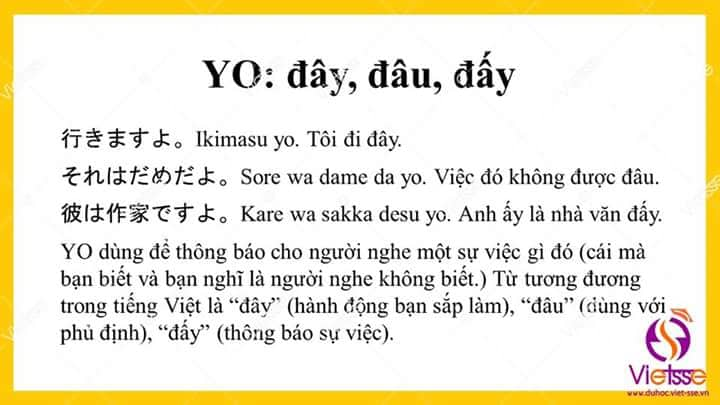 YO: đây, đâu, đấy
行きますよ。Ikimasu yo. Tôi đi đây.
それはだめだよ。Sore wa dame da yo. Việc đó không được đâu.
彼は作家ですよ。Kare wa sakka desu yo. Anh ấy là nhà văn đấy.
YO dùng để thông báo cho người nghe một sự việc gì đó (cái mà
bạn biết và bạn nghĩ là người nghe không biết.) Từ tương đương
trong tiếng Việt là “đây” (hành động bạn sắp làm), “đâu” (dùng với
phủ định), “đấy” (thông báo sự việc).
Vietsse
www.duhoc.viet-sse.vn